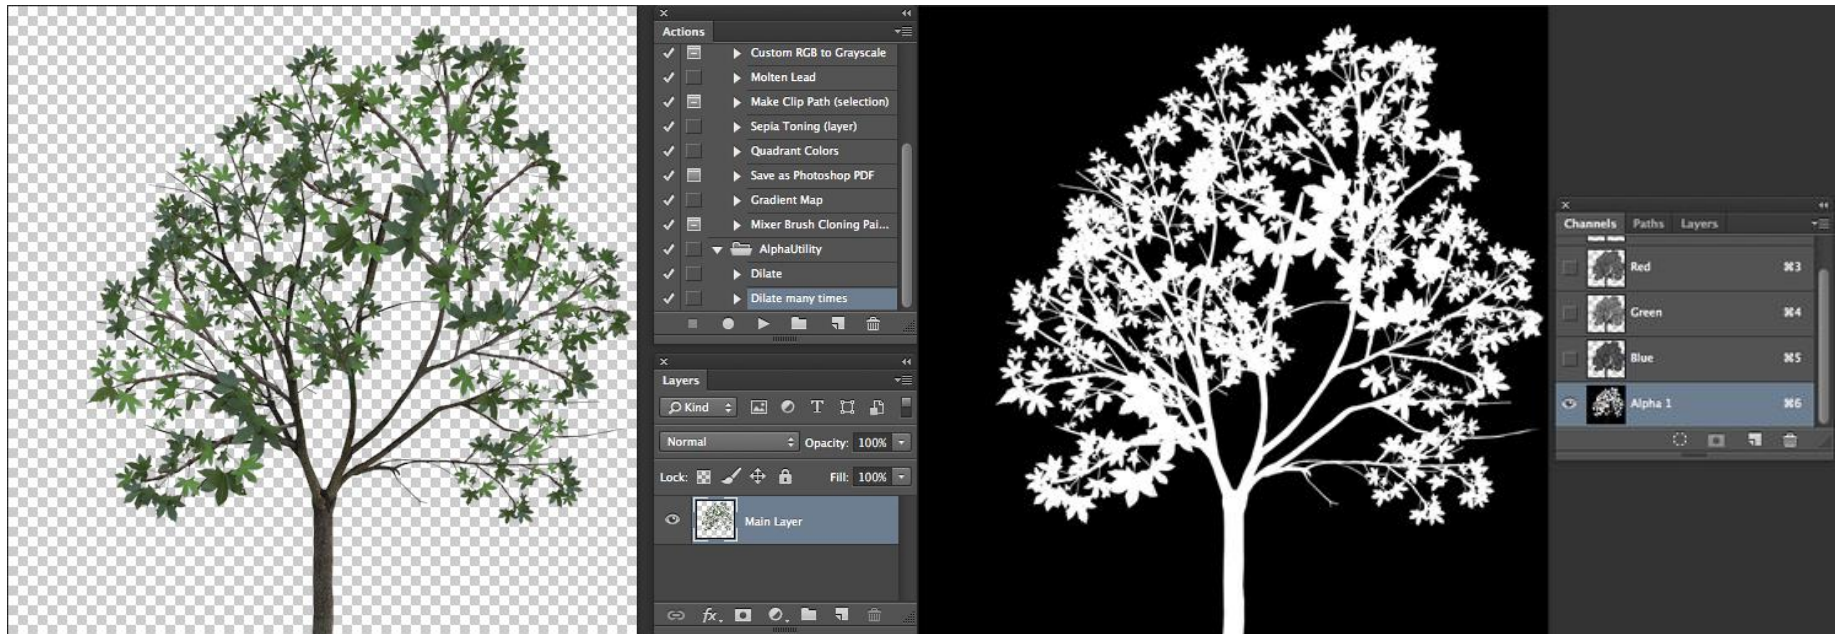 Actions
Custom RGB to Grayscale
Molten Lead
Make Clip Path (selection)
Sepia Toning (layer)
Quadrant Colors
Save as Photoshop PDF
Gradient Map
Mixer Brush Cloning Pai...
AlphaUtility
Dilate
Dilate many times
Layers
Kind
T
Normal Opacity: 100%
Lock: Fill: 100%
Main Layer
fx
Channels Paths Layers
Red ⌘3
Green ⌘4
Blue ⌘5
Alpha 1 ⌘6